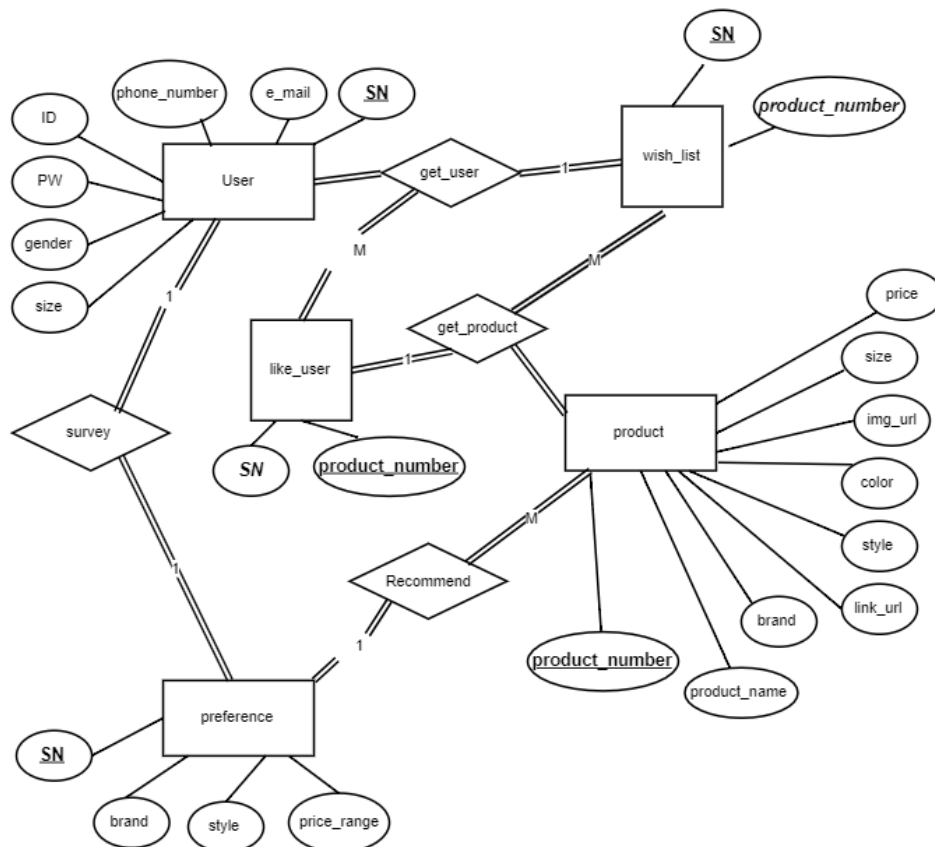 SN
phone_number
e_mail
SN
product_number
ID
wish_list
get_user
1
User
PW
M
gender
M
1
size
price
get_product
size
like_user
1
img_url
survey
product
SN
product_number
color
M
style
1
Recommend
link_url
brand
1
product_number
product_name
preference
SN
brand
style
price_range